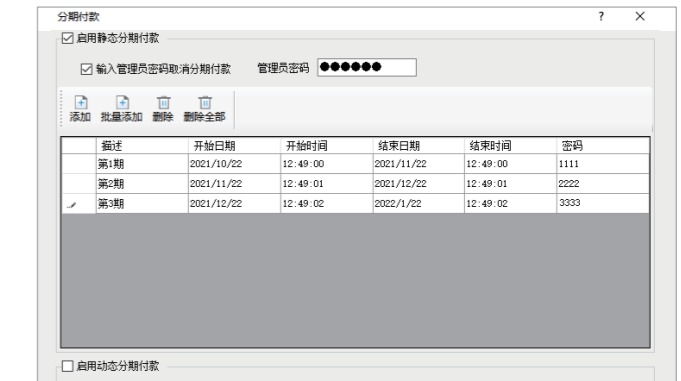 分期付款 ? ×
启用静态分期付款
输入管理员密码取消分期付款 管理员密码 ●●●●●●
添加 批量添加 删除 删除全部
描述 开始日期 开始时间 结束日期 结束时间 密码
第1期 2021/10/22 12:49:00 2021/11/22 12:49:00 1111
第2期 2021/11/22 12:49:01 2021/12/22 12:49:01 2222
第3期 2021/12/22 12:49:02 2022/1/22 12:49:02 3333
启用动态分期付款